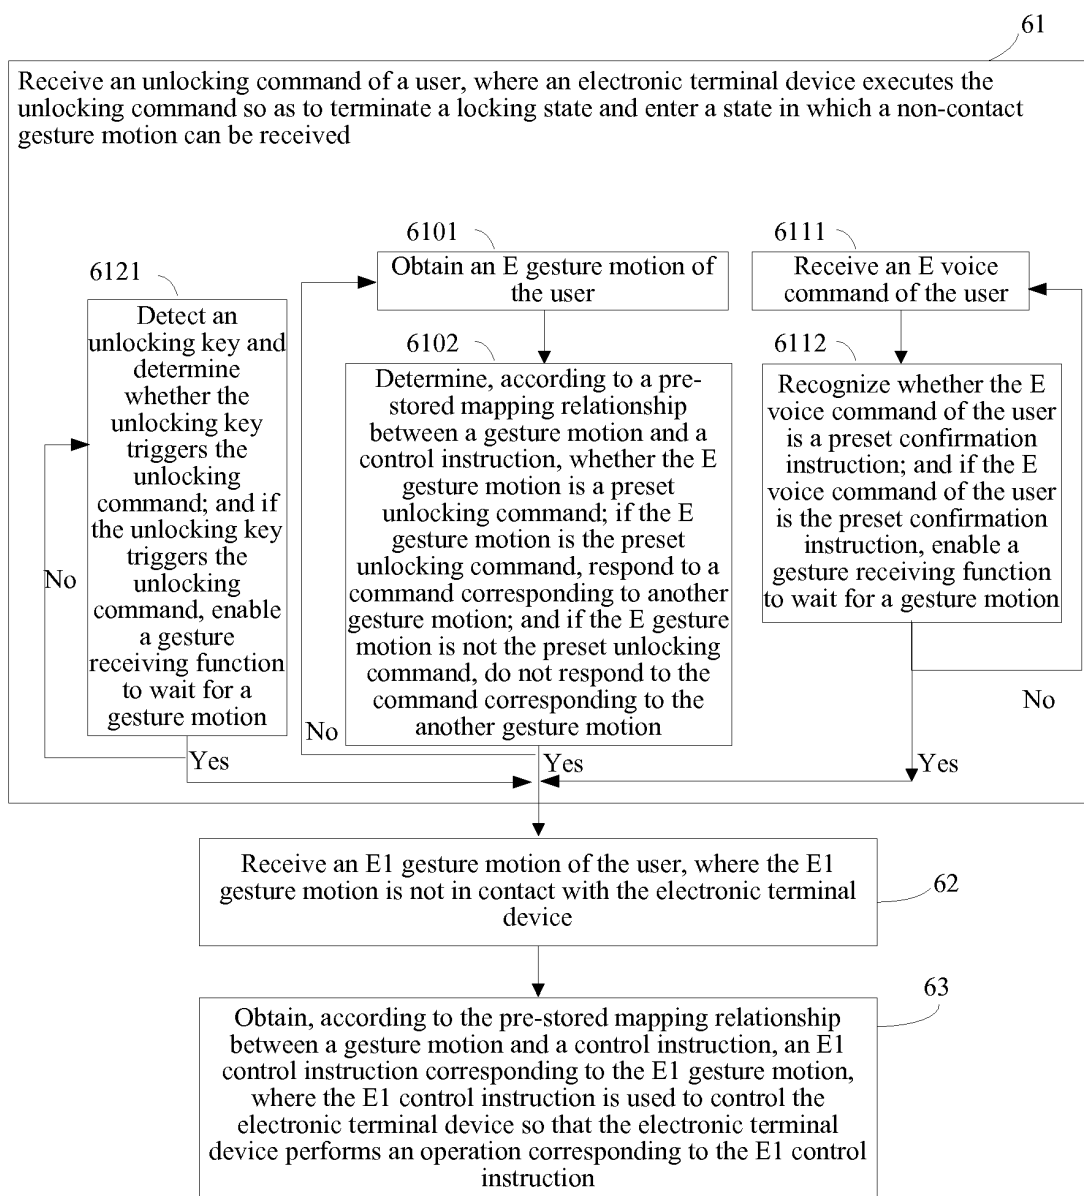 61
Receive an unlocking command of a user, where an electronic terminal device executes the
unlocking command so as to terminate a locking state and enter a state in which a non-contact
gesture motion can be received
6121
Detect an
unlocking key and
determine
whether the
unlocking key
triggers the
unlocking
command; and if
the unlocking key
triggers the
unlocking
command, enable
a gesture
receiving function
to wait for a
gesture motion
No
Yes
6101
Obtain an E gesture motion of
the user
6102
Determine, according to a pre-
stored mapping relationship
between a gesture motion and a
control instruction, whether the E
gesture motion is a preset
unlocking command; if the E
gesture motion is the preset
unlocking command, respond to a
command corresponding to another
gesture motion; and if the E gesture
motion is not the preset unlocking
command, do not respond to the
command corresponding to the
another gesture motion
No
Yes
6111
Receive an E voice
command of the user
6112
Recognize whether the E
voice command of the user
is a preset confirmation
instruction; and if the E
voice command of the user
is the preset confirmation
instruction, enable a
gesture receiving function
to wait for a gesture motion
No
Yes
Receive an E1 gesture motion of the user, where the E1
gesture motion is not in contact with the electronic terminal
device
62
63
Obtain, according to the pre-stored mapping relationship
between a gesture motion and a control instruction, an E1
control instruction corresponding to the E1 gesture motion,
where the E1 control instruction is used to control the
electronic terminal device so that the electronic terminal
device performs an operation corresponding to the E1 control
instruction